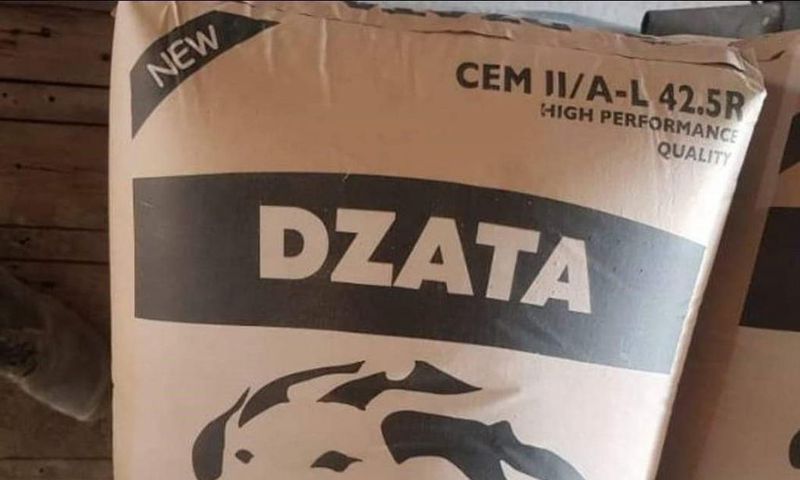 NEW
CEM II/A-L 42.5R
HIGH PERFORMANCE
QUALITY
DZATA